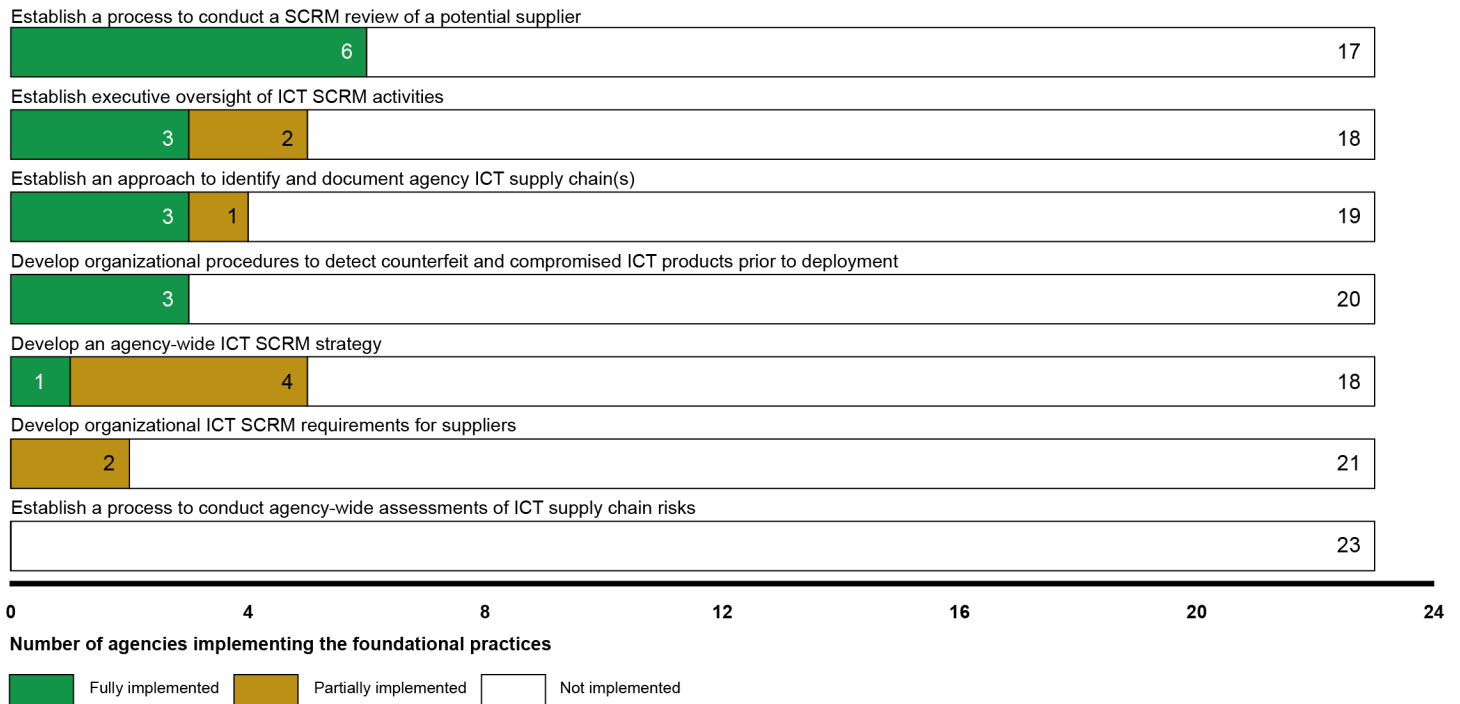 Establish a process to conduct a SCRM review of a potential supplier
6 17
Establish executive oversight of ICT SCRM activities
3 2 18
Establish an approach to identify and document agency ICT supply chain(s)
3 1 19
Develop organizational procedures to detect counterfeit and compromised ICT products prior to deployment
3 20
Develop an agency-wide ICT SCRM strategy
1 4 18
Develop organizational ICT SCRM requirements for suppliers
2 21
Establish a process to conduct agency-wide assessments of ICT supply chain risks
23
0 4 8 12 16 20 24
Number of agencies implementing the foundational practices
Fully implemented Partially implemented Not implemented